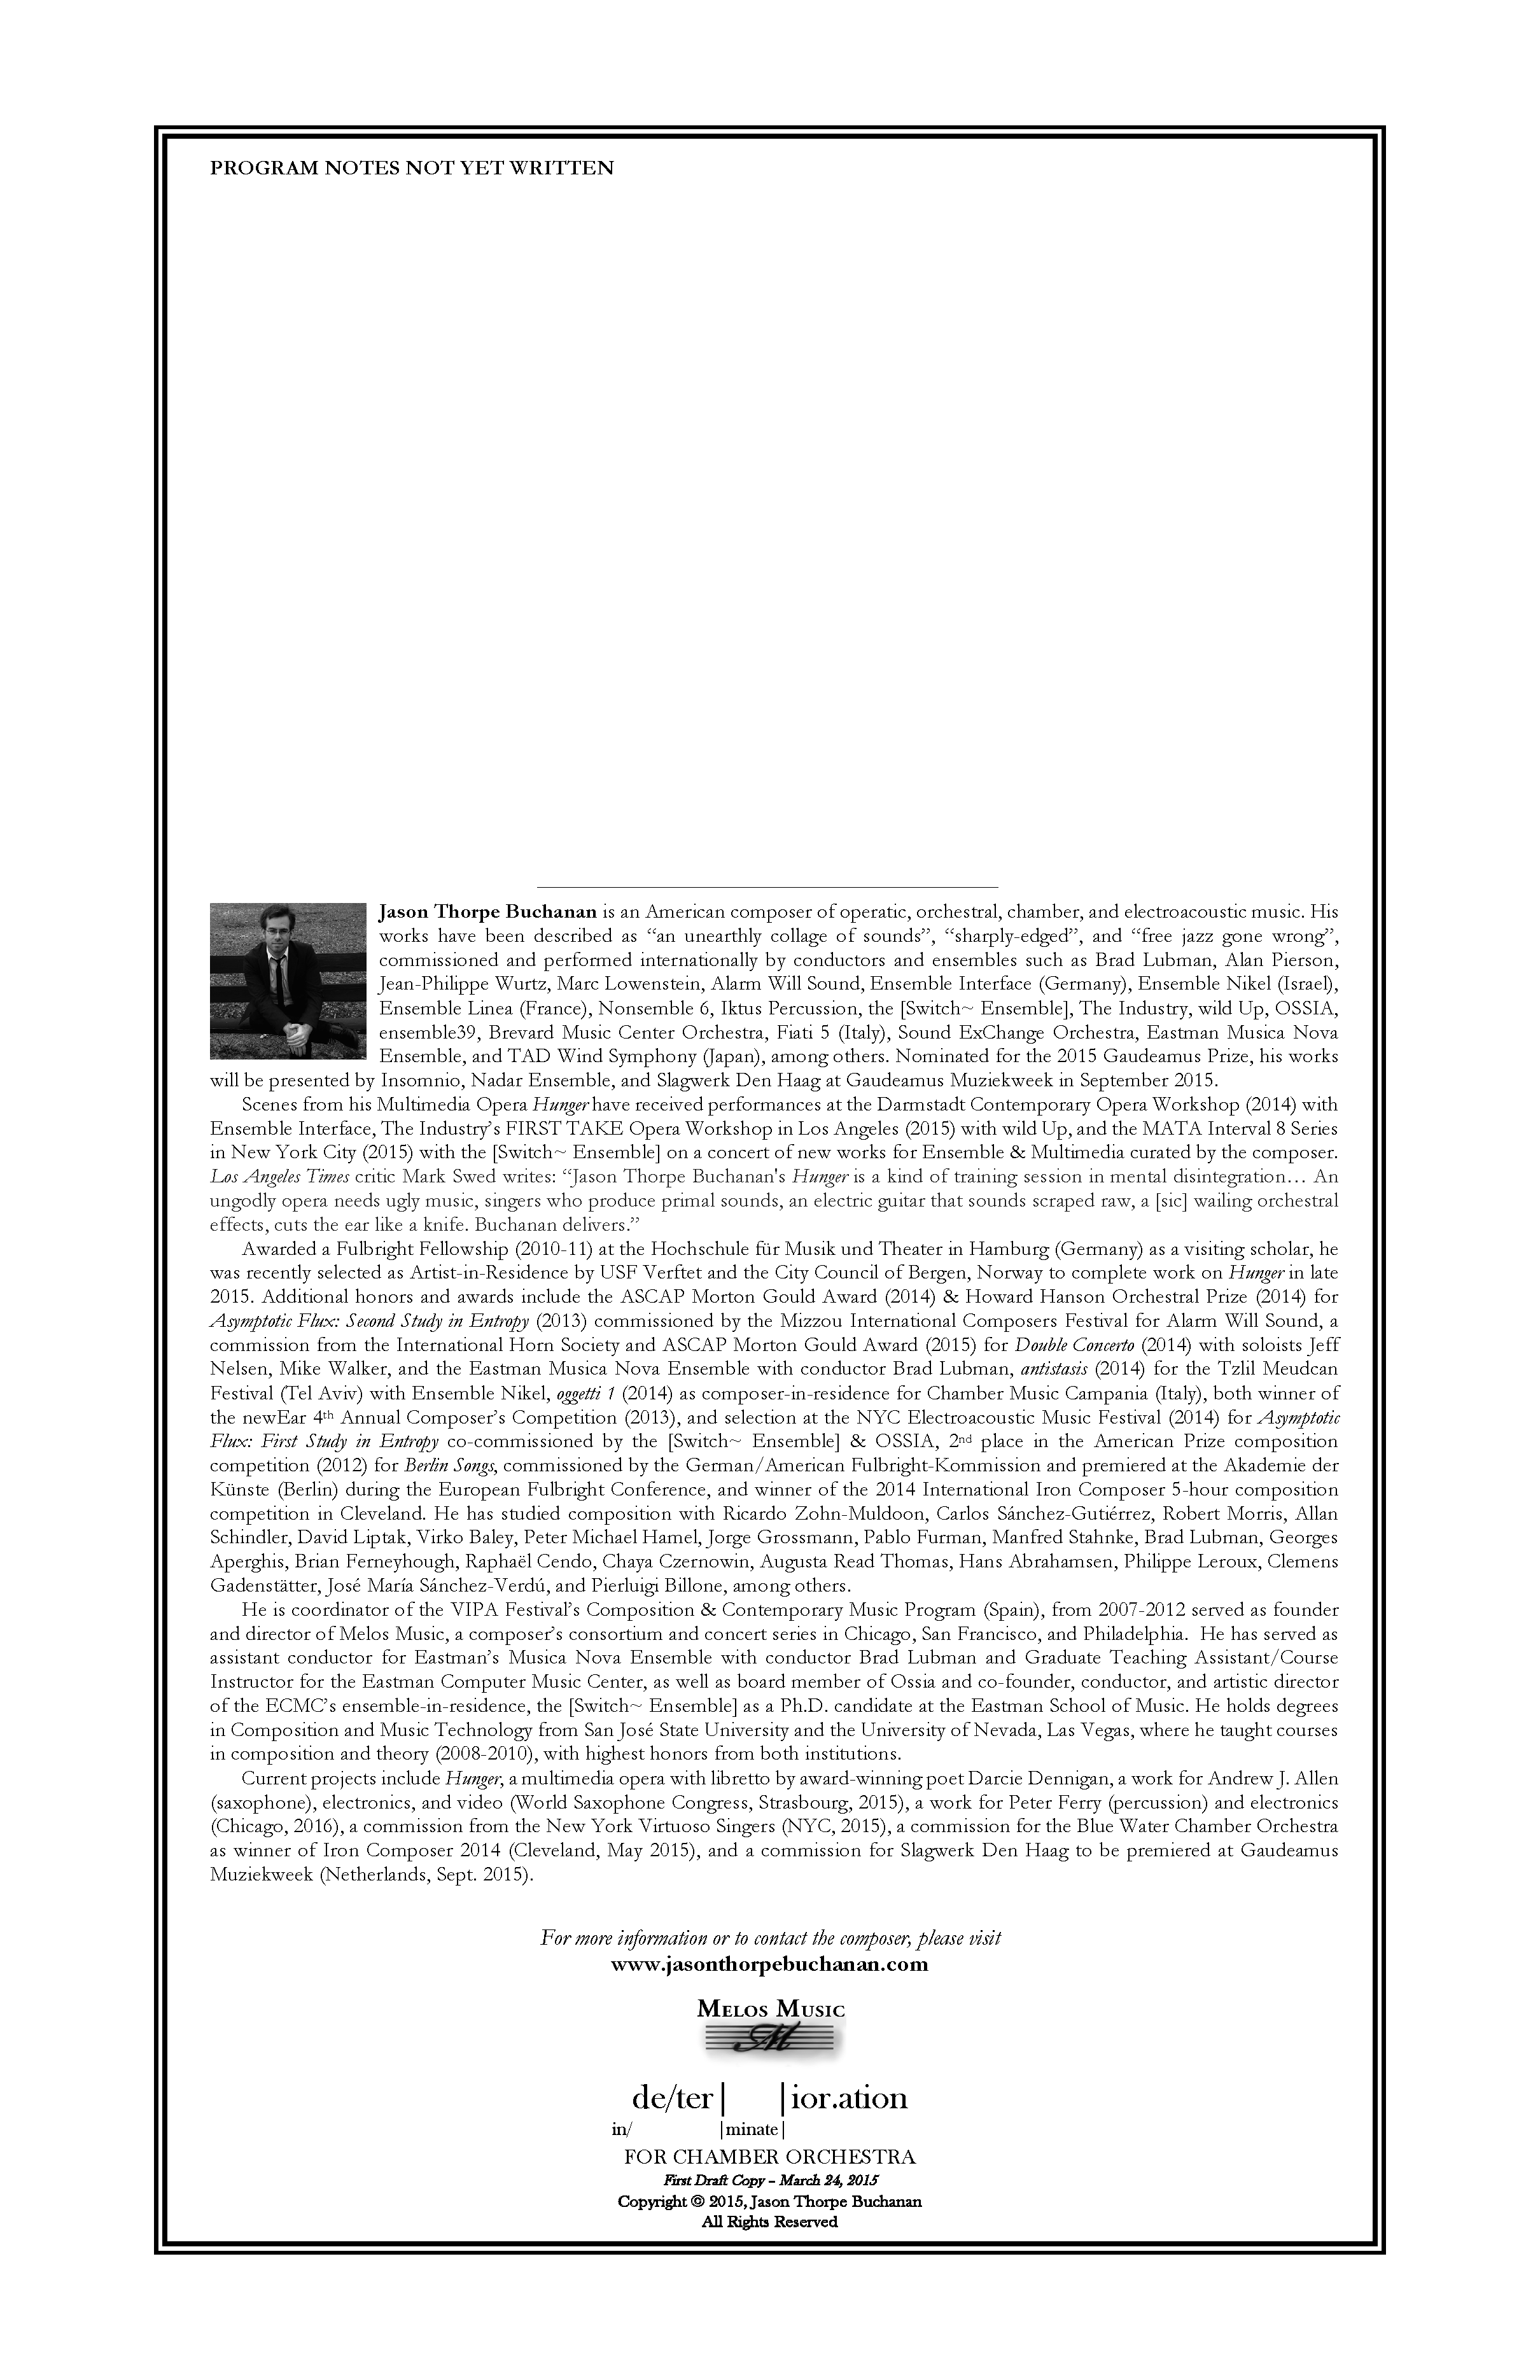 PROGRAM NOTES NOT YET WRITTEN
Jason Thorpe Buchanan is an American composer of operatic, orchestral, chamber, and electroacoustic music. His
works have been described as “an unearthly collage of sounds”, “sharply-edged”, and “free jazz gone wrong”,
commissioned and performed internationally by conductors and ensembles such as Brad Lubman, Alan Pierson,
Jean-Philippe Wurtz, Marc Lowenstein, Alarm Will Sound, Ensemble Interface (Germany), Ensemble Nikel (Israel),
Ensemble Linea (France), Nonsemble 6, Iktus Percussion, the [Switch~ Ensemble], The Industry, wild Up, OSSIA,
ensemble39, Brevard Music Center Orchestra, Fiati 5 (Italy), Sound ExChange Orchestra, Eastman Musica Nova
Ensemble, and TAD Wind Symphony (Japan), among others. Nominated for the 2015 Gaudeamus Prize, his works
will be presented by Insomnio, Nadar Ensemble, and Slagwerk Den Haag at Gaudeamus Muziekweek in September 2015.
Scenes from his Multimedia Opera Hunger have received performances at the Darmstadt Contemporary Opera Workshop (2014) with
Ensemble Interface, The Industry’s FIRST TAKE Opera Workshop in Los Angeles (2015) with wild Up, and the MATA Interval 8 Series
in New York City (2015) with the [Switch~ Ensemble] on a concert of new works for Ensemble & Multimedia curated by the composer.
Los Angeles Times critic Mark Swed writes: “Jason Thorpe Buchanan's Hunger is a kind of training session in mental disintegration… An
ungodly opera needs ugly music, singers who produce primal sounds, an electric guitar that sounds scraped raw, a [sic] wailing orchestral
effects, cuts the ear like a knife. Buchanan delivers.”
Awarded a Fulbright Fellowship (2010-11) at the Hochschule für Musik und Theater in Hamburg (Germany) as a visiting scholar, he
was recently selected as Artist-in-Residence by USF Verftet and the City Council of Bergen, Norway to complete work on Hunger in late
2015. Additional honors and awards include the ASCAP Morton Gould Award (2014) & Howard Hanson Orchestral Prize (2014) for
Asymptotic Flux: Second Study in Entropy (2013) commissioned by the Mizzou International Composers Festival for Alarm Will Sound, a
commission from the International Horn Society and ASCAP Morton Gould Award (2015) for Double Concerto (2014) with soloists Jeff
Nelsen, Mike Walker, and the Eastman Musica Nova Ensemble with conductor Brad Lubman, antistasis (2014) for the Tzlil Meudcan
Festival (Tel Aviv) with Ensemble Nikel, oggetti 1 (2014) as composer-in-residence for Chamber Music Campania (Italy), both winner of
the newEar 4th Annual Composer’s Competition (2013), and selection at the NYC Electroacoustic Music Festival (2014) for Asymptotic
Flux: First Study in Entropy co-commissioned by the [Switch~ Ensemble] & OSSIA, 2nd place in the American Prize composition
competition (2012) for Berlin Songs, commissioned by the German/American Fulbright-Kommission and premiered at the Akademie der
Künste (Berlin) during the European Fulbright Conference, and winner of the 2014 International Iron Composer 5-hour composition
competition in Cleveland. He has studied composition with Ricardo Zohn-Muldoon, Carlos Sánchez-Gutiérrez, Robert Morris, Allan
Schindler, David Liptak, Virko Baley, Peter Michael Hamel, Jorge Grossmann, Pablo Furman, Manfred Stahnke, Brad Lubman, Georges
Aperghis, Brian Ferneyhough, Raphaël Cendo, Chaya Czernowin, Augusta Read Thomas, Hans Abrahamsen, Philippe Leroux, Clemens
Gadenstätter, José María Sánchez-Verdú, and Pierluigi Billone, among others.
He is coordinator of the VIPA Festival’s Composition & Contemporary Music Program (Spain), from 2007-2012 served as founder
and director of Melos Music, a composer’s consortium and concert series in Chicago, San Francisco, and Philadelphia. He has served as
assistant conductor for Eastman’s Musica Nova Ensemble with conductor Brad Lubman and Graduate Teaching Assistant/Course
Instructor for the Eastman Computer Music Center, as well as board member of Ossia and co-founder, conductor, and artistic director
of the ECMC’s ensemble-in-residence, the [Switch~ Ensemble] as a Ph.D. candidate at the Eastman School of Music. He holds degrees
in Composition and Music Technology from San José State University and the University of Nevada, Las Vegas, where he taught courses
in composition and theory (2008-2010), with highest honors from both institutions.
Current projects include Hunger, a multimedia opera with libretto by award-winning poet Darcie Dennigan, a work for Andrew J. Allen
(saxophone), electronics, and video (World Saxophone Congress, Strasbourg, 2015), a work for Peter Ferry (percussion) and electronics
(Chicago, 2016), a commission from the New York Virtuoso Singers (NYC, 2015), a commission for the Blue Water Chamber Orchestra
as winner of Iron Composer 2014 (Cleveland, May 2015), and a commission for Slagwerk Den Haag to be premiered at Gaudeamus
Muziekweek (Netherlands, Sept. 2015).
For more information or to contact the composer, please visit
www.jasonthorpebuchanan.com
MELOS MUSIC
M
de/ter| |ior.ation
in/ |minate|
FOR CHAMBER ORCHESTRA
First Draft Copy – March 24, 2015
Copyright © 2015, Jason Thorpe Buchanan
All Rights Reserved